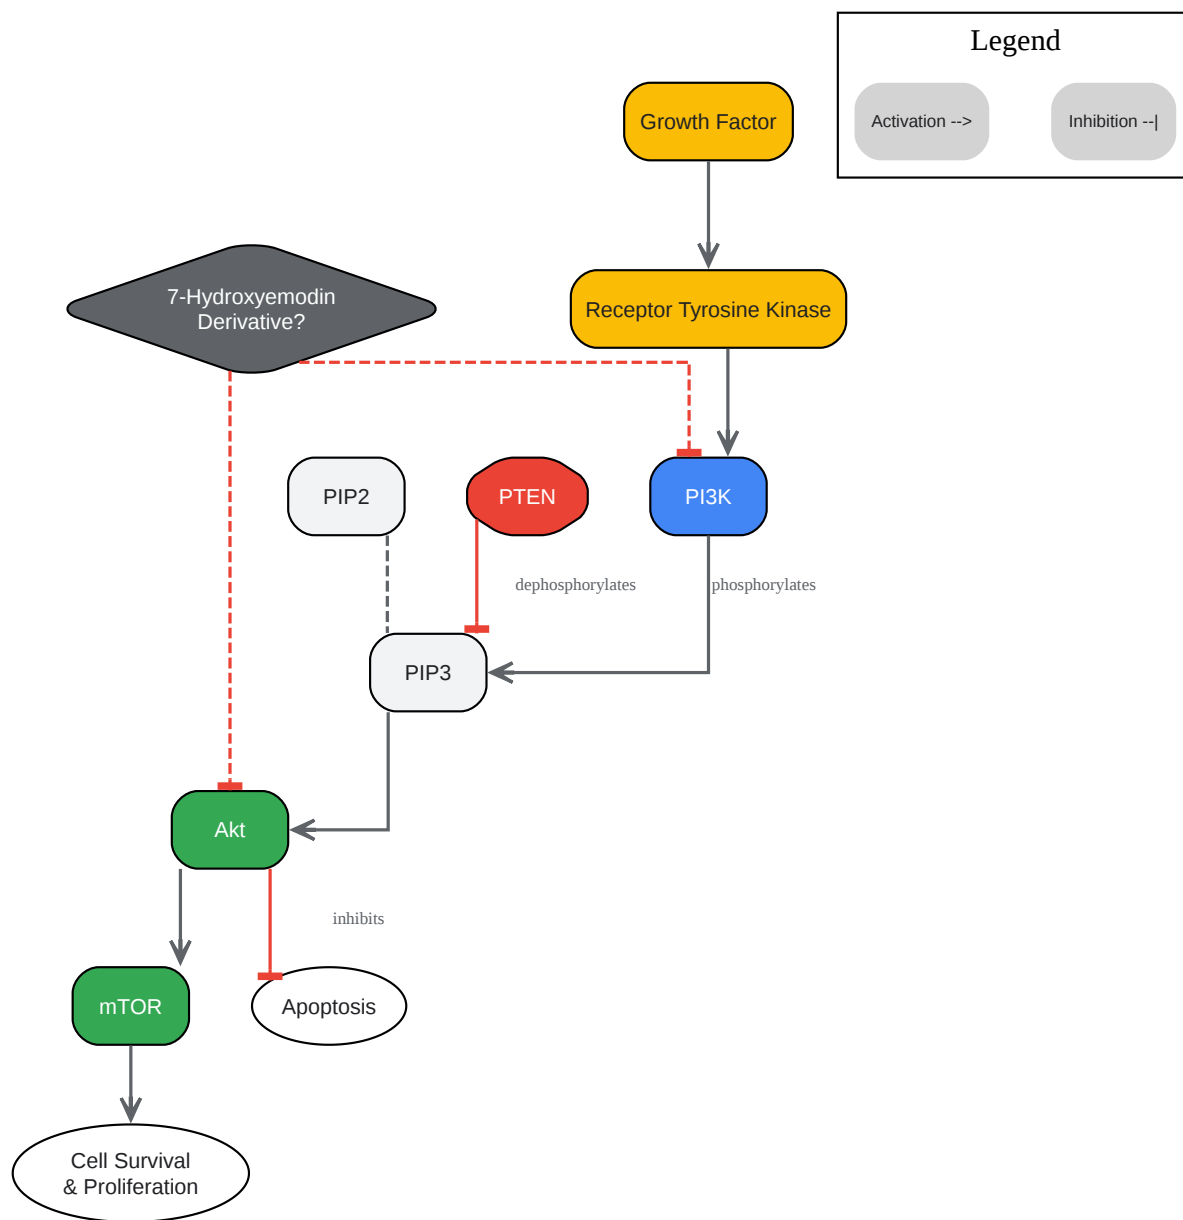 Legend
Activation -->
Inhibition --|
Growth Factor
7-Hydroxyemodin
Derivative?
Receptor Tyrosine Kinase
PIP2
PTEN
PI3K
dephosphorylates
phosphorylates
PIP3
Akt
inhibits
mTOR
Apoptosis
Cell Survival
& Proliferation